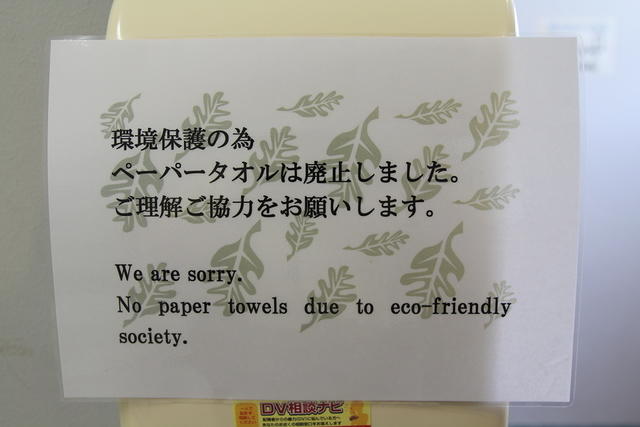 環境保護の為
ペーパータオルは廃止しました。
ご理解ご協力をお願いします。
We are sorry.
No paper towels due to eco-friendly
society.
DV相談ナビ